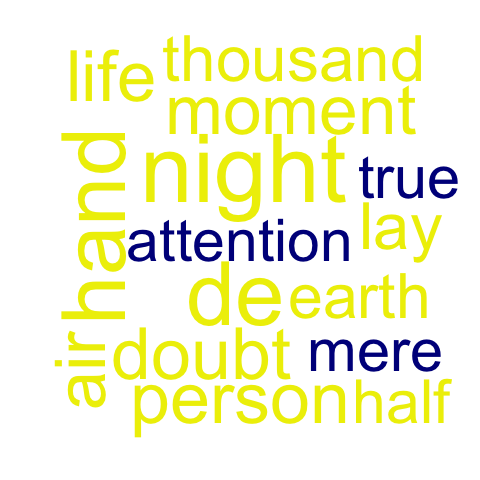 life thousand
moment
hand night true
attention lay
de earth
air doubt mere
person half